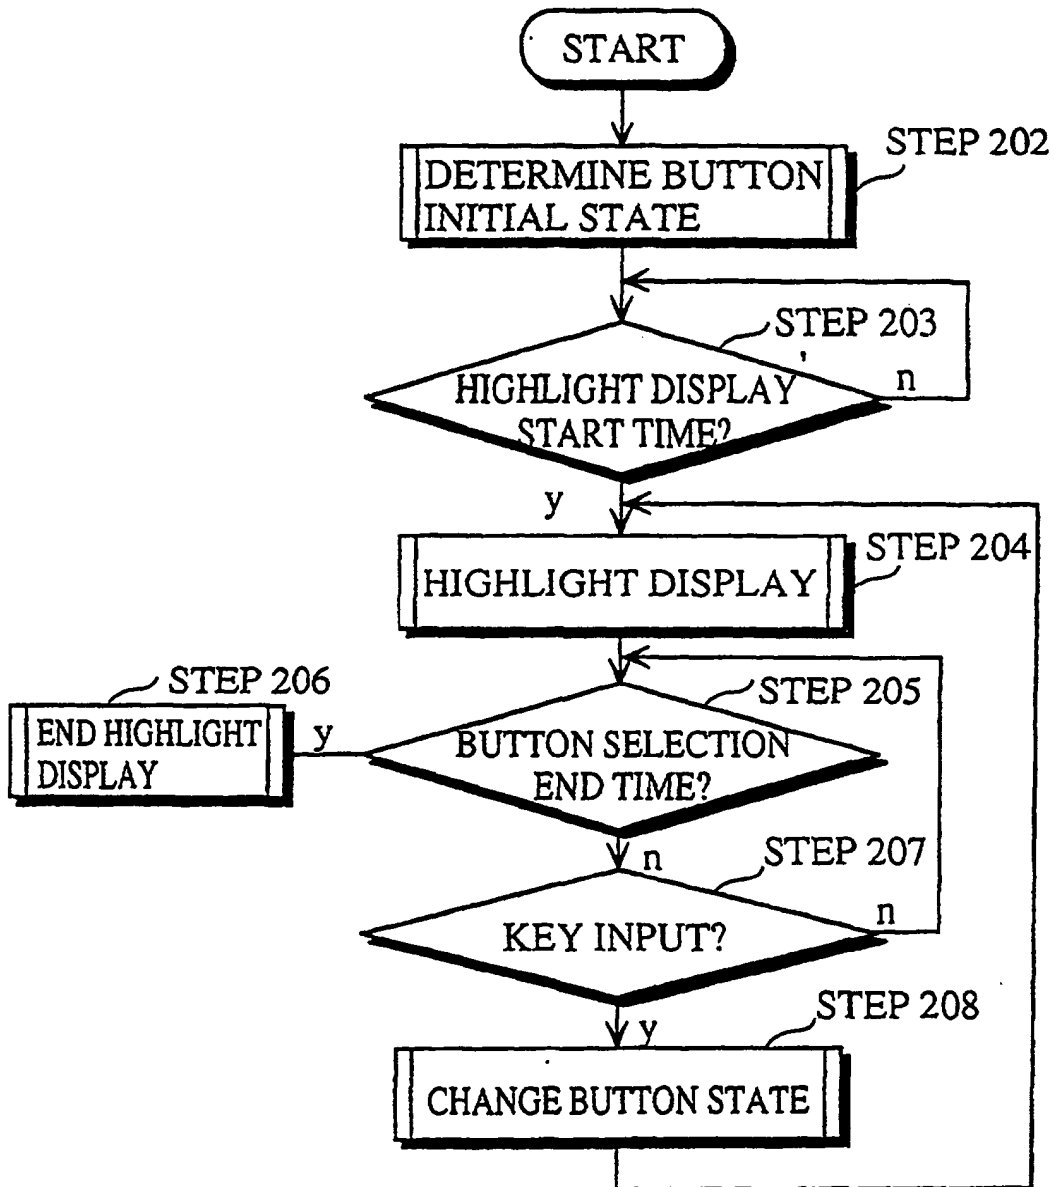 START
STEP 202
DETERMINE BUTTON
INITIAL STATE
STEP 203
HIGHLIGHT DISPLAY
n
START TIME?
y
STEP 204
HIGHLIGHT DISPLAY
STEP 206
STEP 205
END HIGHLIGHT
DISPLAY
y
BUTTON SELECTION
END TIME?
n
STEP 207
KEY INPUT?
n
STEP 208
y
CHANGE BUTTON STATE